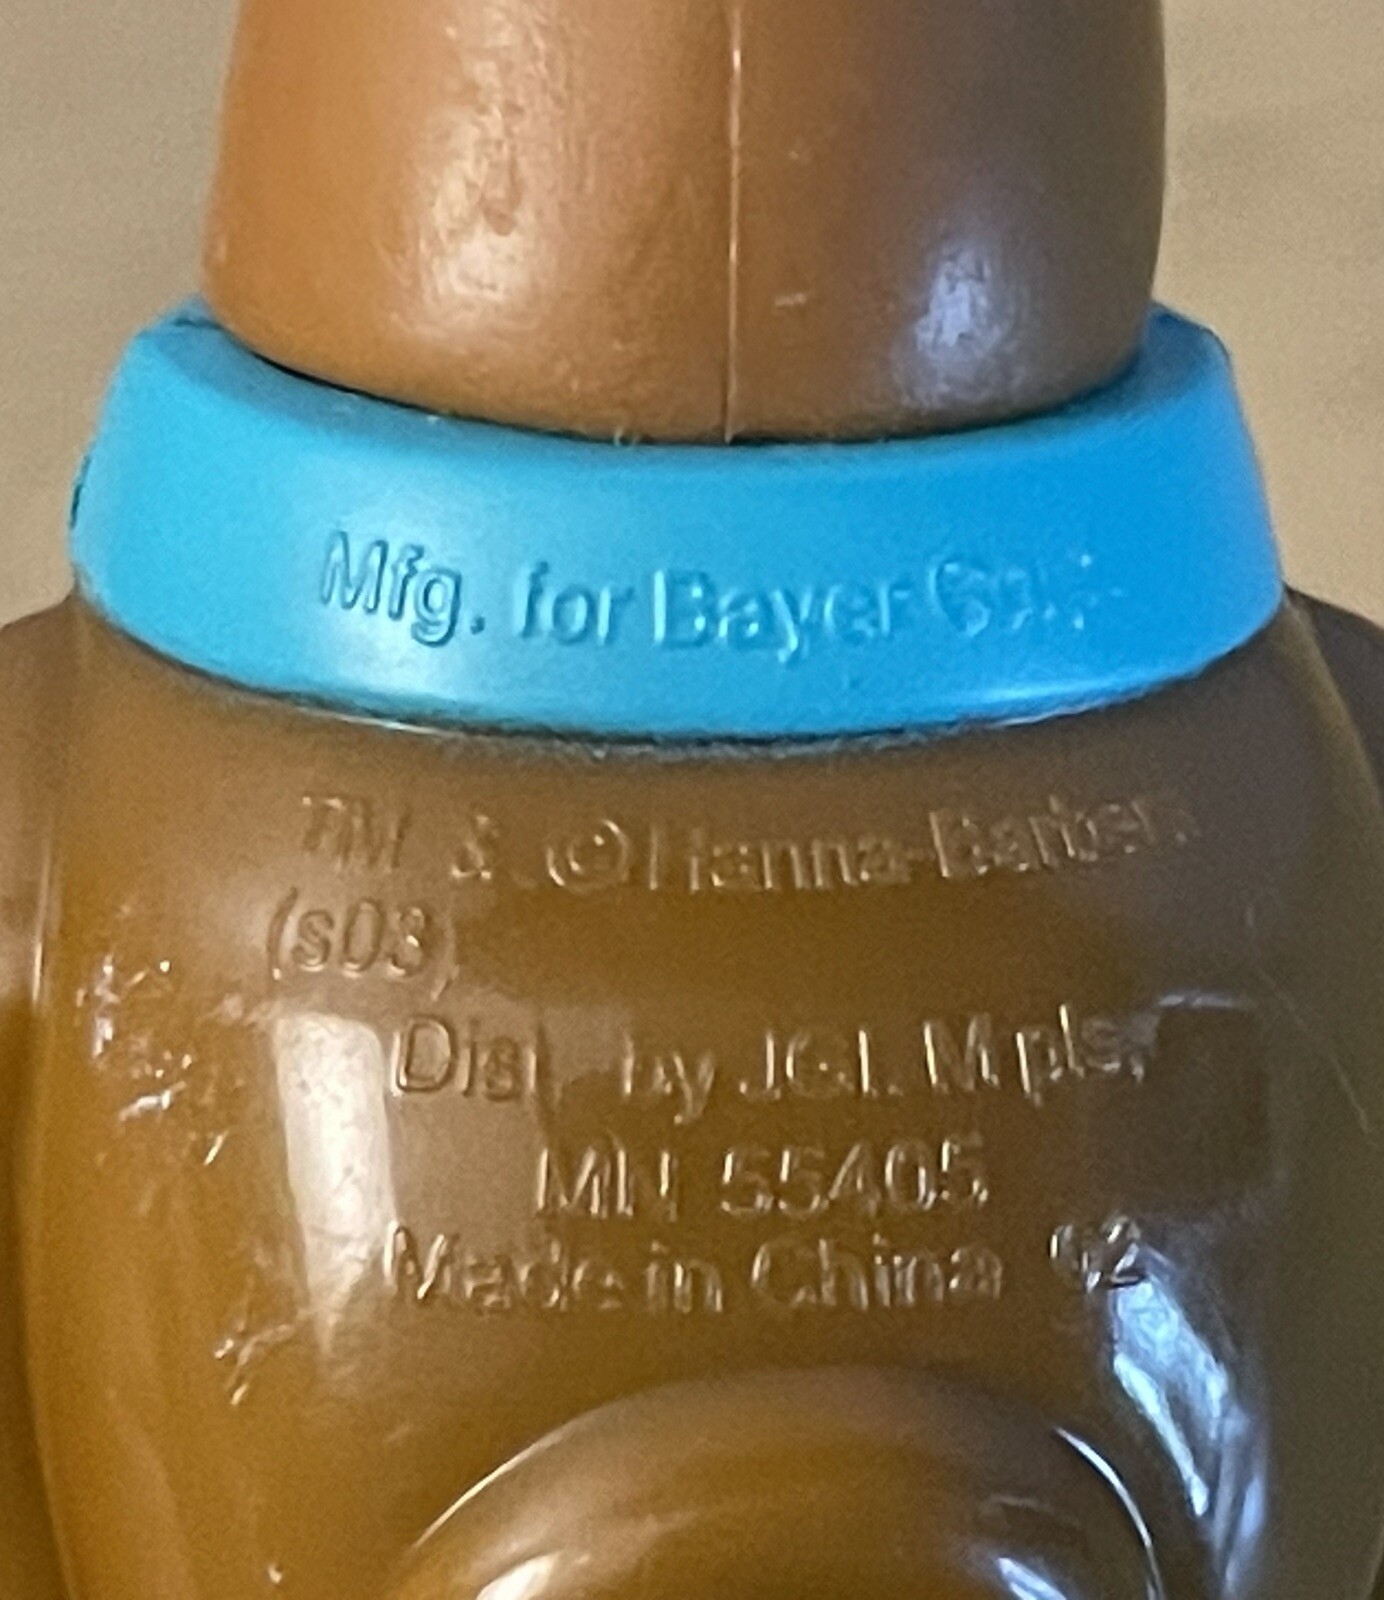 Mfg. for Bayer
TM & © Hanna-Barbera
(s03)
Dist. by JGL Mpls,
MN 55405
Made in China